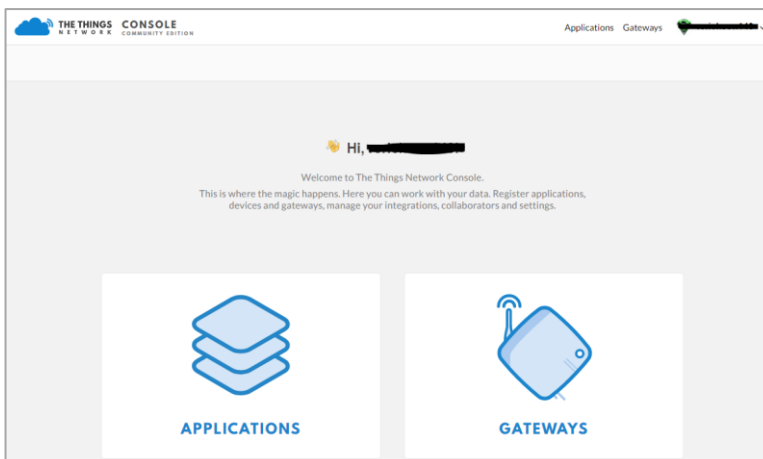 THE THINGS CONSOLE
NETWORK COMMUNITY EDITION
Applications Gateways
Hi,
Welcome to The Things Network Console.
This is where the magic happens. Here you can work with your data. Register applications,
devices and gateways, manage your integrations, collaborators and settings.
APPLICATIONS
GATEWAYS